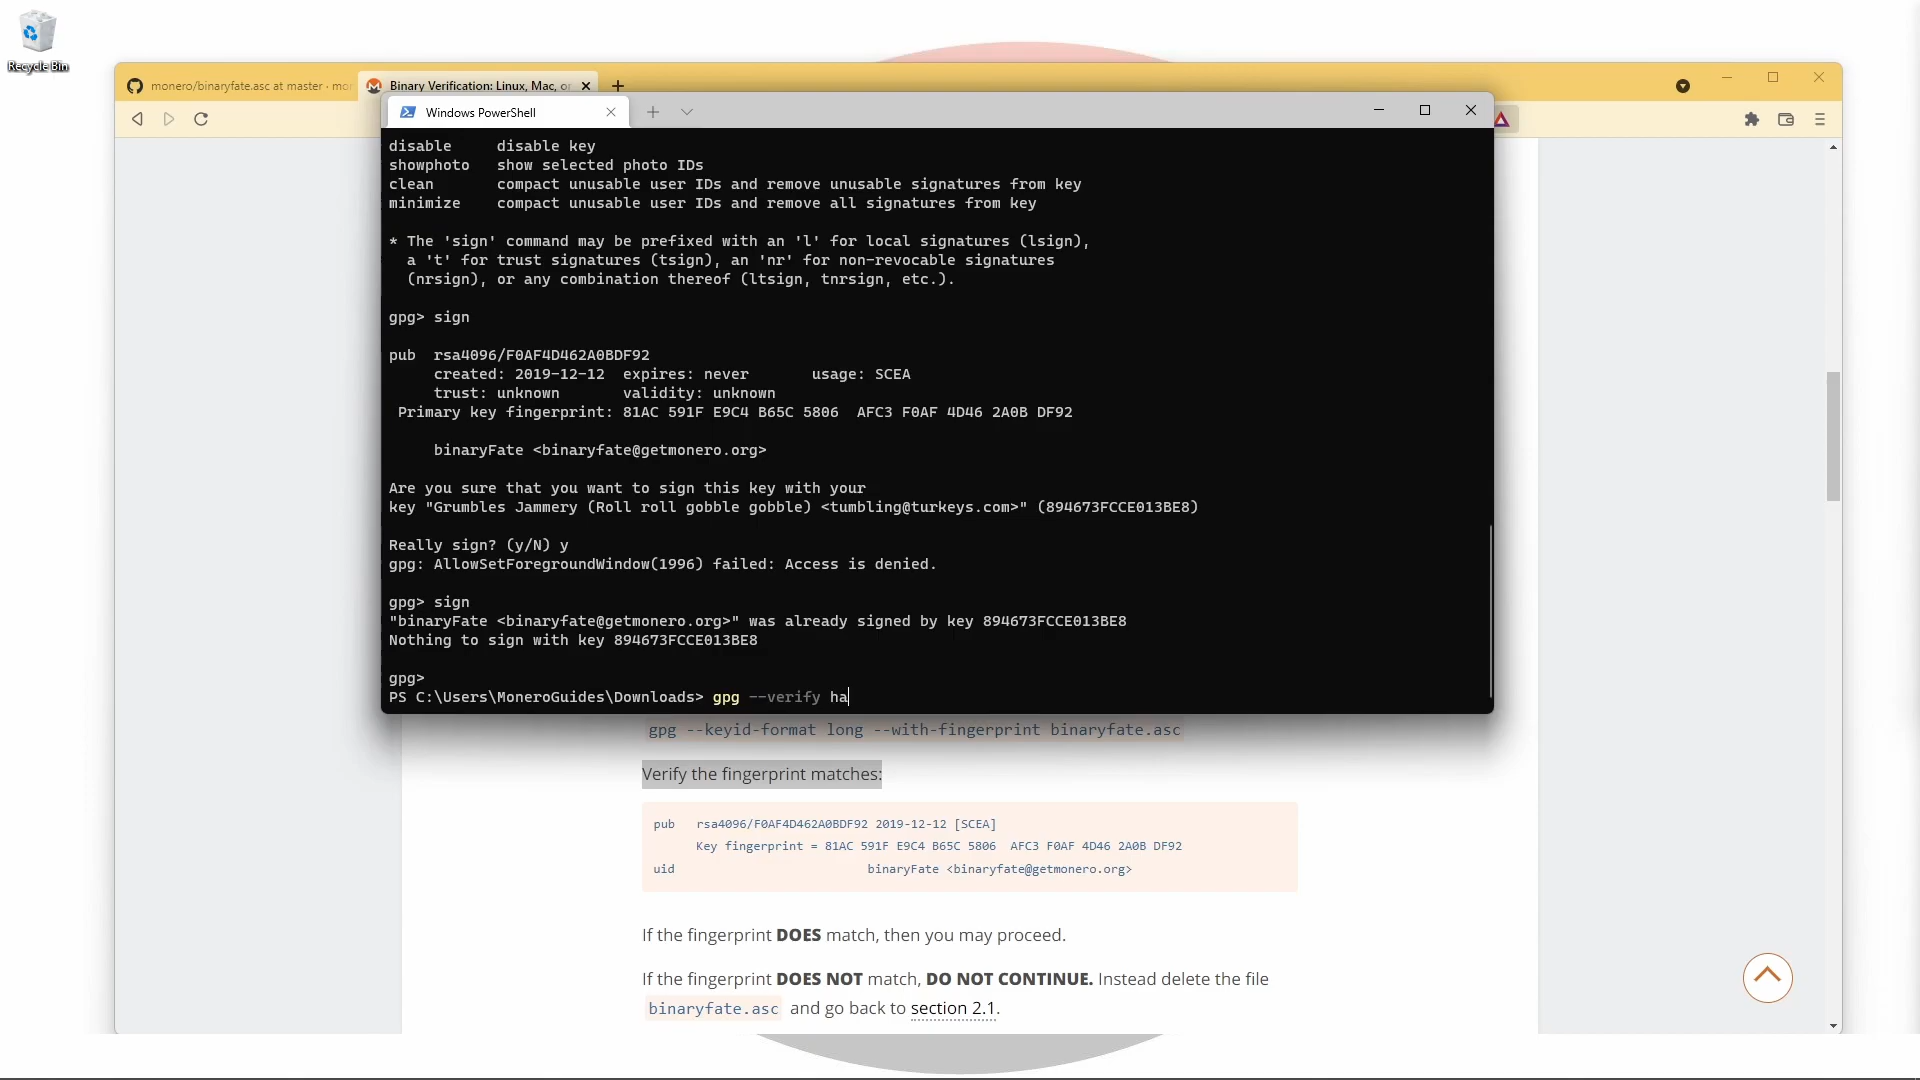 Recycle Bin
monero/binaryfate.asc at master · mon
Binary Verification: Linux, Mac, or
Windows PowerShell
disable disable key
showphoto show selected photo IDs
clean compact unusable user IDs and remove unusable signatures from key
minimize compact unusable user IDs and remove all signatures from key
* The 'sign' command may be prefixed with an 'l' for local signatures (lsign),
a 't' for trust signatures (tsign), an 'nr' for non-revocable signatures
(nrsign), or any combination thereof (ltsign, tnrsign, etc.).
gpg> sign
pub rsa4096/F0AF4D462A0BDF92
created: 2019-12-12 expires: never usage: SCEA
trust: unknown validity: unknown
Primary key fingerprint: 81AC 591F E9C4 B65C 5806 AFC3 F0AF 4D46 2A0B DF92
binaryFate <binaryfate@getmonero.org>
Are you sure that you want to sign this key with your
key "Grumbles Jammery (Roll roll gobble gobble) <tumbling@turkeys.com>" (894673FCCE013BE8)
Really sign? (y/N) y
gpg: AllowSetForegroundWindow(1996) failed: Access is denied.
gpg> sign
"binaryFate <binaryfate@getmonero.org>" was already signed by key 894673FCCE013BE8
Nothing to sign with key 894673FCCE013BE8
gpg>
PS C:\Users\MoneroGuides\Downloads> gpg --verify ha
gpg --keyid-format long --with-fingerprint binaryfate.asc
Verify the fingerprint matches:
pub rsa4096/F0AF4D462A0BDF92 2019-12-12 [SCEA]
Key fingerprint = 81AC 591F E9C4 B65C 5806 AFC3 F0AF 4D46 2A0B DF92
uid binaryFate <binaryfate@getmonero.org>
If the fingerprint DOES match, then you may proceed.
If the fingerprint DOES NOT match, DO NOT CONTINUE. Instead delete the file
binaryfate.asc and go back to section 2.1.